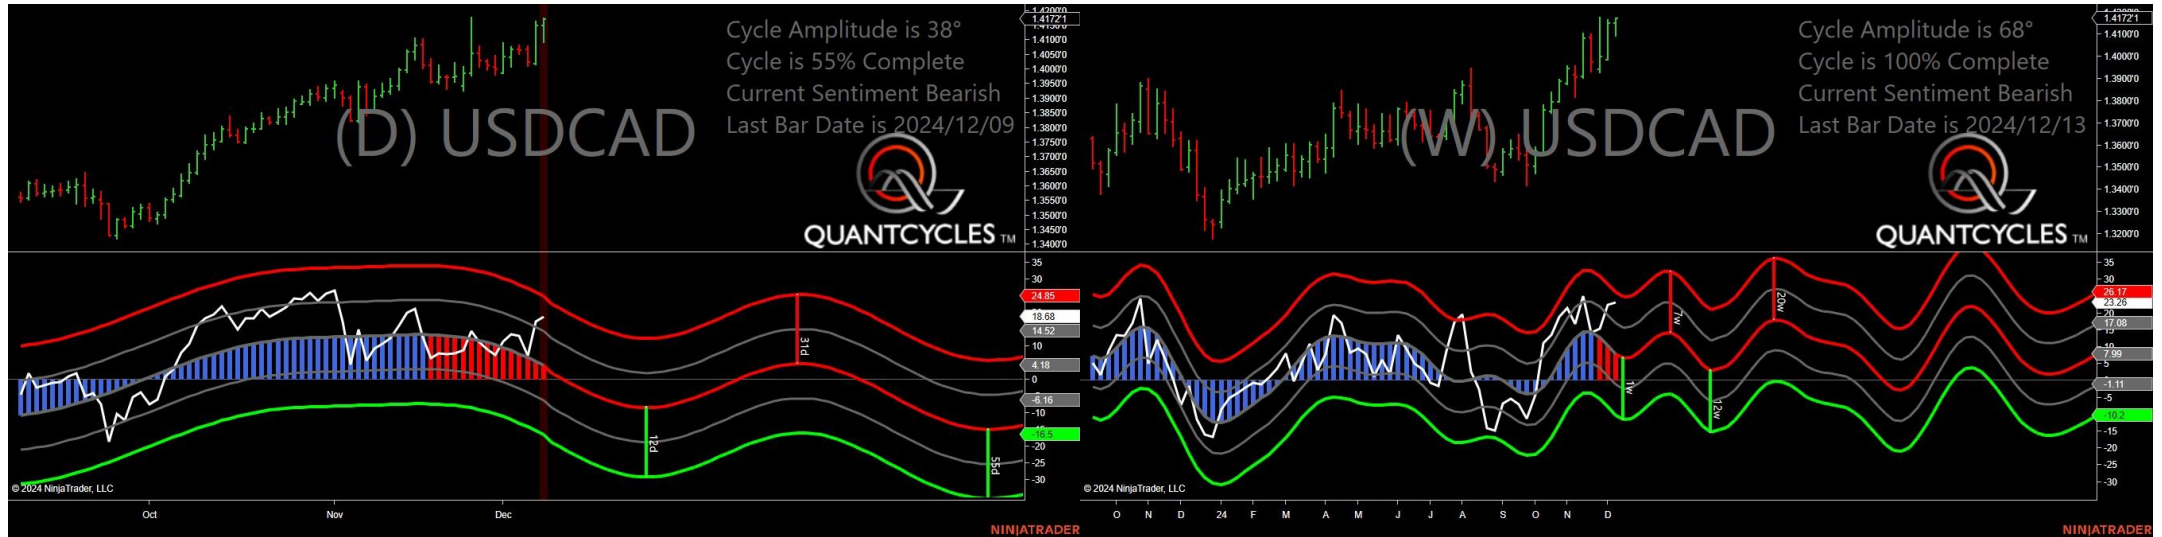 Cycle Amplitude is 38°
Cycle is 55% Complete
Current Sentiment Bearish
Last Bar Date is 2024/12/09
(D) USDCAD
QUANTCYCLES TM
1.4172'1
1.4100'0
1.4050'0
1.4000'0
1.3950'0
1.3900'0
1.3850'0
1.3800'0
1.3750'0
1.3700'0
1.3650'0
1.3600'0
1.3550'0
1.3500'0
1.3450'0
1.3400'0
35
30
24.85
18.68
14.52
10
4.18
0
-6.16
-10
-16.5
-20
-25
-30
31d
12d
55d
© 2024 NinjaTrader, LLC
Oct Nov Dec
NINJATRADER
Cycle Amplitude is 68°
Cycle is 100% Complete
Current Sentiment Bearish
Last Bar Date is 2024/12/13
(W) USDCAD
QUANTCYCLES TM
1.4172'1
1.4100'0
1.4000'0
1.3900'0
1.3800'0
1.3700'0
1.3600'0
1.3500'0
1.3400'0
1.3300'0
1.3200'0
35
30
26.17
23.26
20
17.08
15
10
7.99
5
-1.11
-5
-10.2
-15
-20
-25
-30
7w
20w
1w
12w
© 2024 NinjaTrader, LLC
O N D 24 F M A M J J A S O N D
NINJATRADER